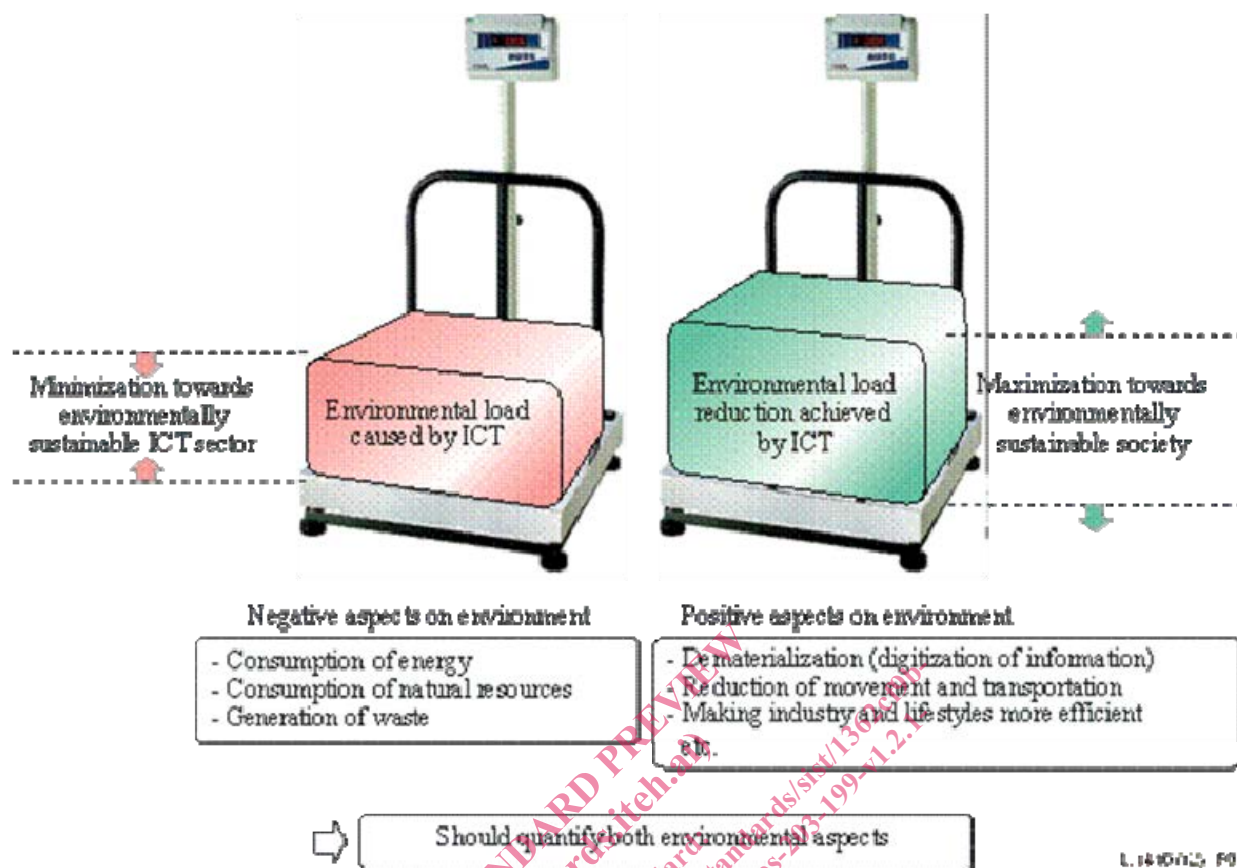 Minimization towards
environmentally
sustainable ICT sector
Environmental load
caused by ICT
Environmental load
reduction achieved
by ICT
Maximization towards
environmentally
sustainable society
Negative aspects on environment
- Consumption of energy
- Consumption of natural resources
- Generation of waste
Positive aspects on environment
- Dematerialization (digitization of information)
- Reduction of movement and transportation
- Making industry and lifestyles more efficient
etc.
Should quantify both environmental aspects